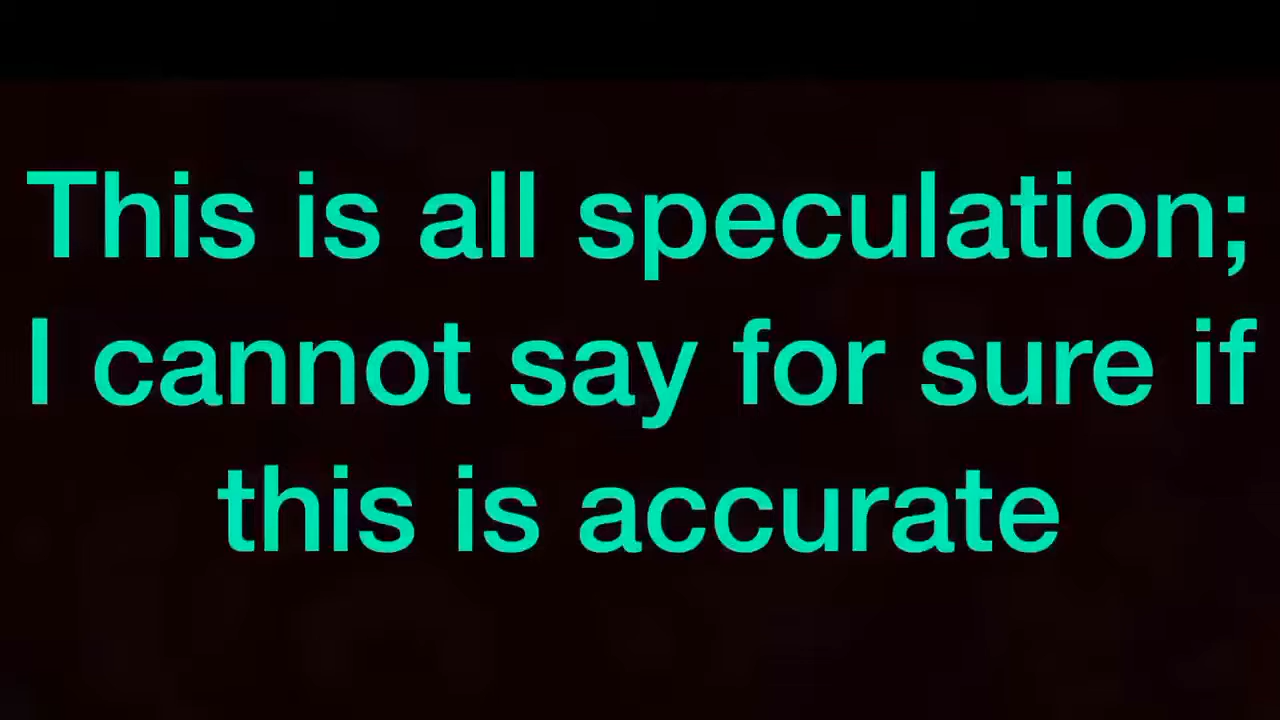 This is all speculation;
I cannot say for sure if
this is accurate